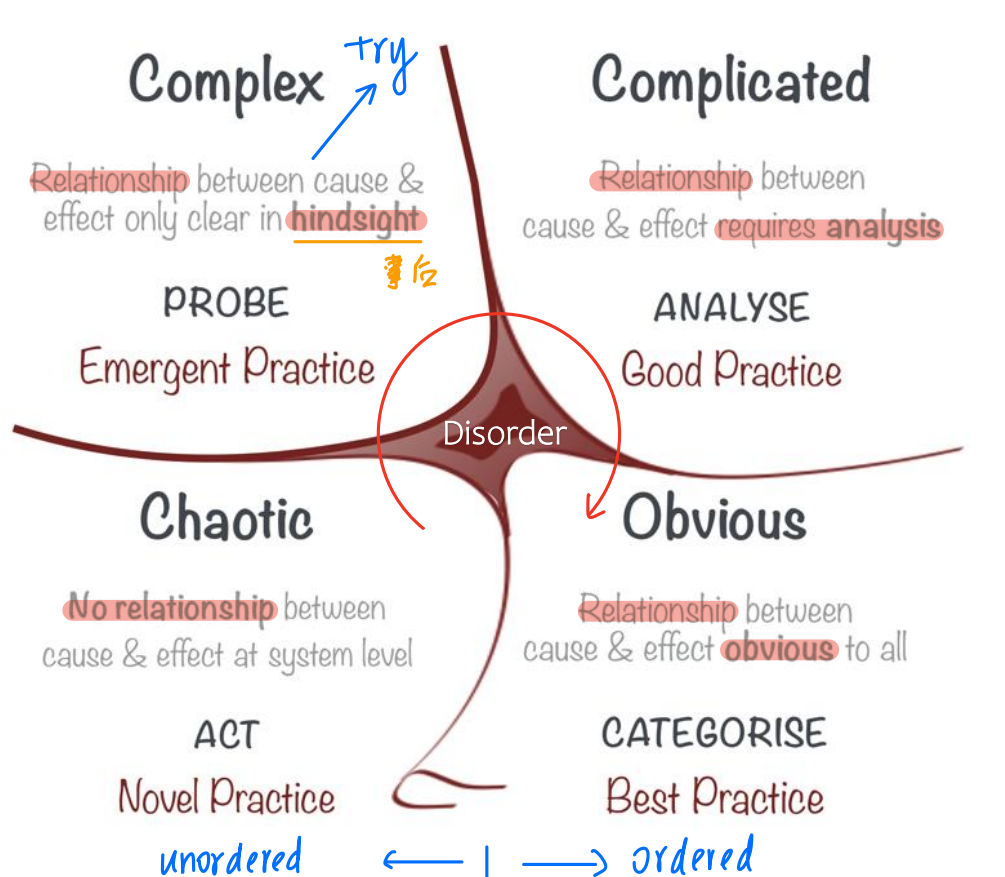 Complex
try
Relationship between cause &
effect only clear in hindsight
事后
PROBE
Emergent Practice
Complicated
Relationship between
cause & effect requires analysis
ANALYSE
Good Practice
Disorder
Chaotic
No relationship between
cause & effect at system level
ACT
Novel Practice
Obvious
Relationship between
cause & effect obvious to all
CATEGORISE
Best Practice
unordered
ordered